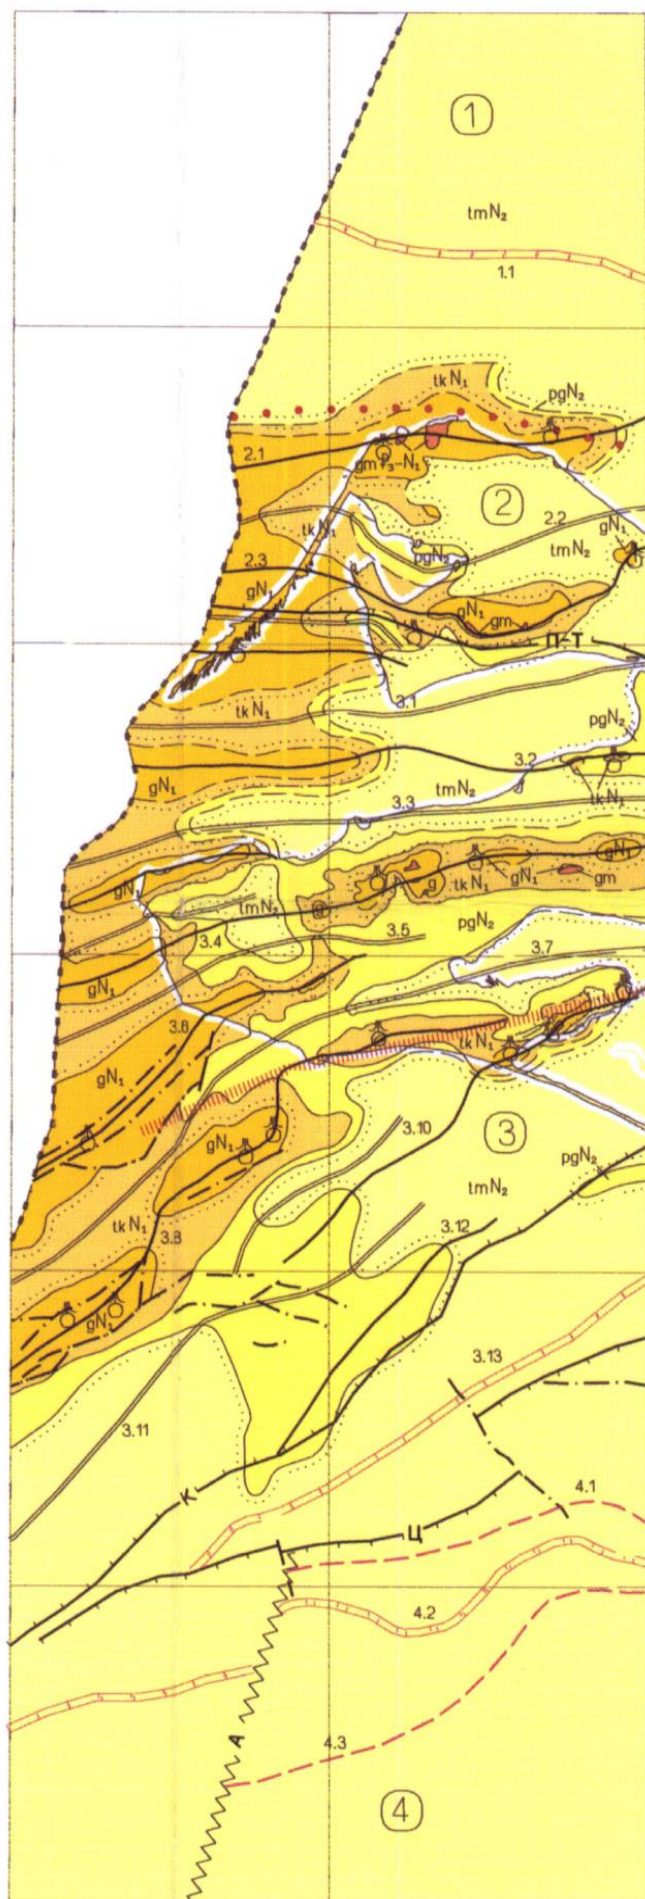 1
tmN₂
1.1
tkN₁
pgN₂
2.1
gmP₃-N₁
2
2.2
gN₁
tkN₁
pgN₂
tmN₂
2.3
gN₁
gN₁
gm
П-Т
3.1
tkN₁
pgN₂
3.2
gN₁
tmN₂
tkN₁
3.3
gN₁
gN₁
g
tkN₁
gN₁
gm
tmN₂
g
3.4
3.5
pgN₂
3.7
gN₁
3.6
tkN₁
gN₁
gN₁
3.10
3
pgN₂
tmN₂
tkN₁
3.8
3.12
gN
3.13
3.11
К
4.1
Ц
4.2
А
4.3
4